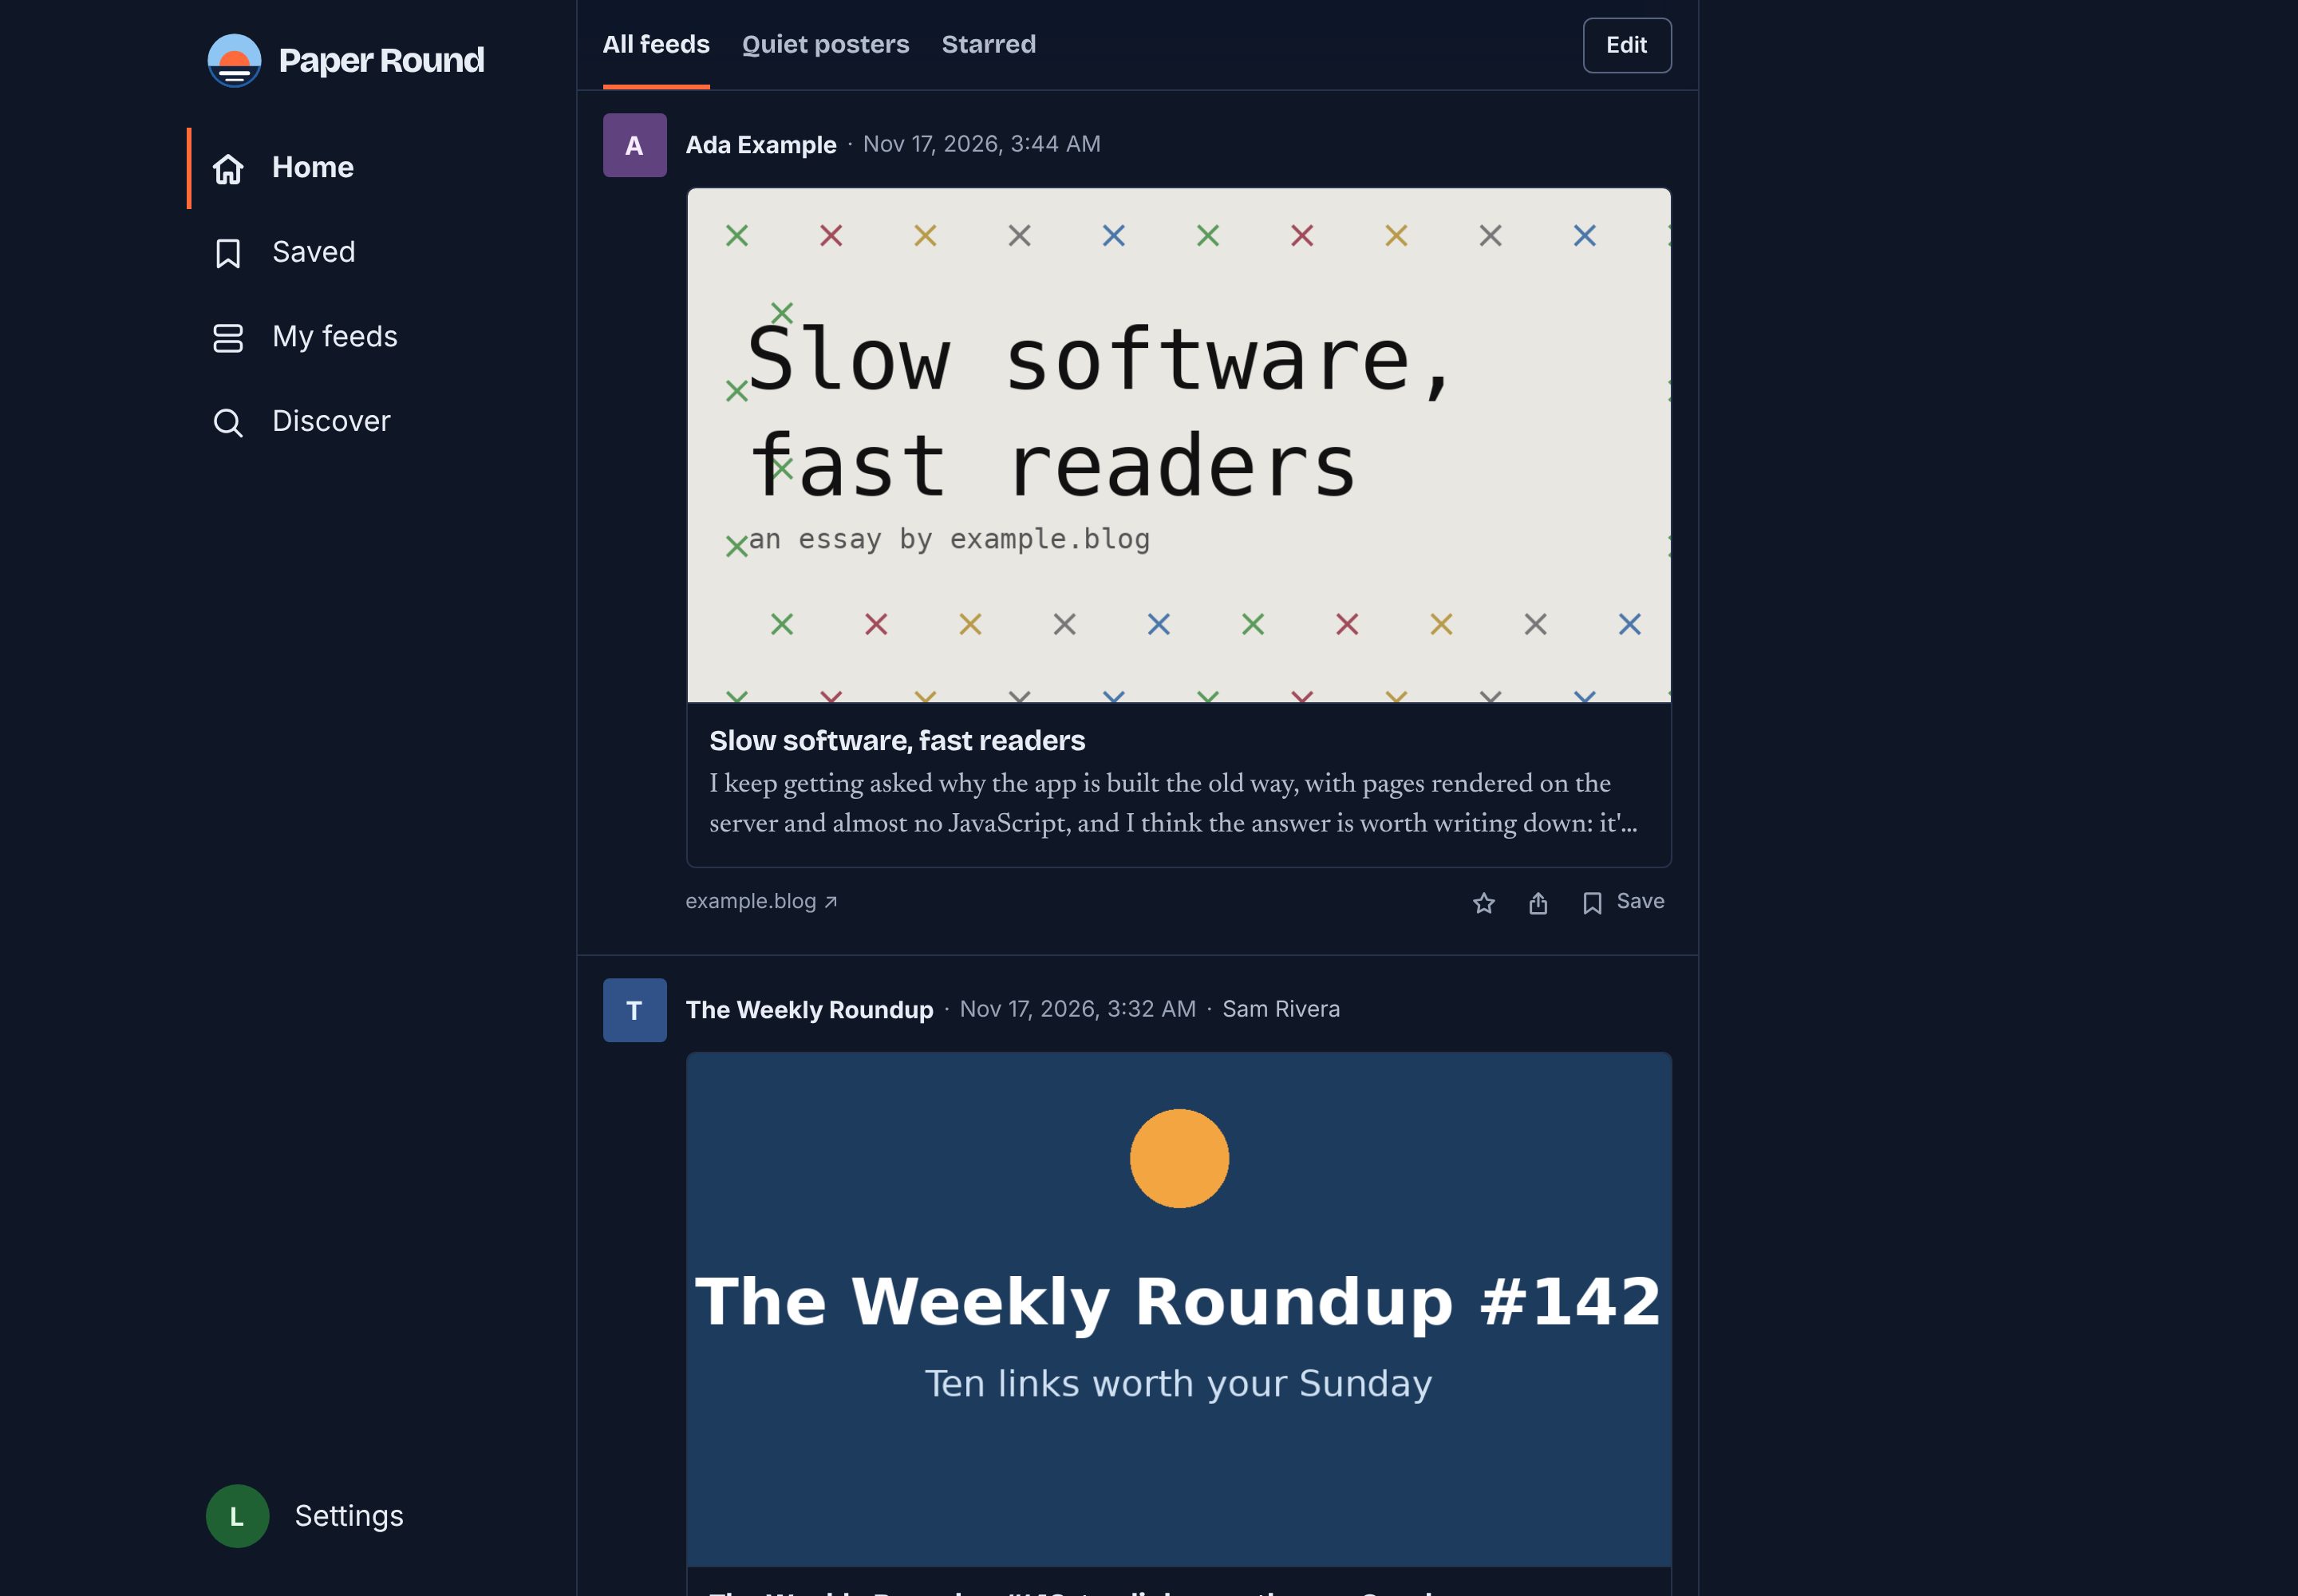 Paper Round
Home
Saved
My feeds
Discover
L
Settings
All feeds
Quiet posters
Starred
Edit
A
Ada Example · Nov 17, 2026, 3:44 AM
Slow software,
fast readers
an essay by example.blog
Slow software, fast readers
I keep getting asked why the app is built the old way, with pages rendered on the
server and almost no JavaScript, and I think the answer is worth writing down: it'...
example.blog ↗
Save
T
The Weekly Roundup · Nov 17, 2026, 3:32 AM · Sam Rivera
The Weekly Roundup #142
Ten links worth your Sunday